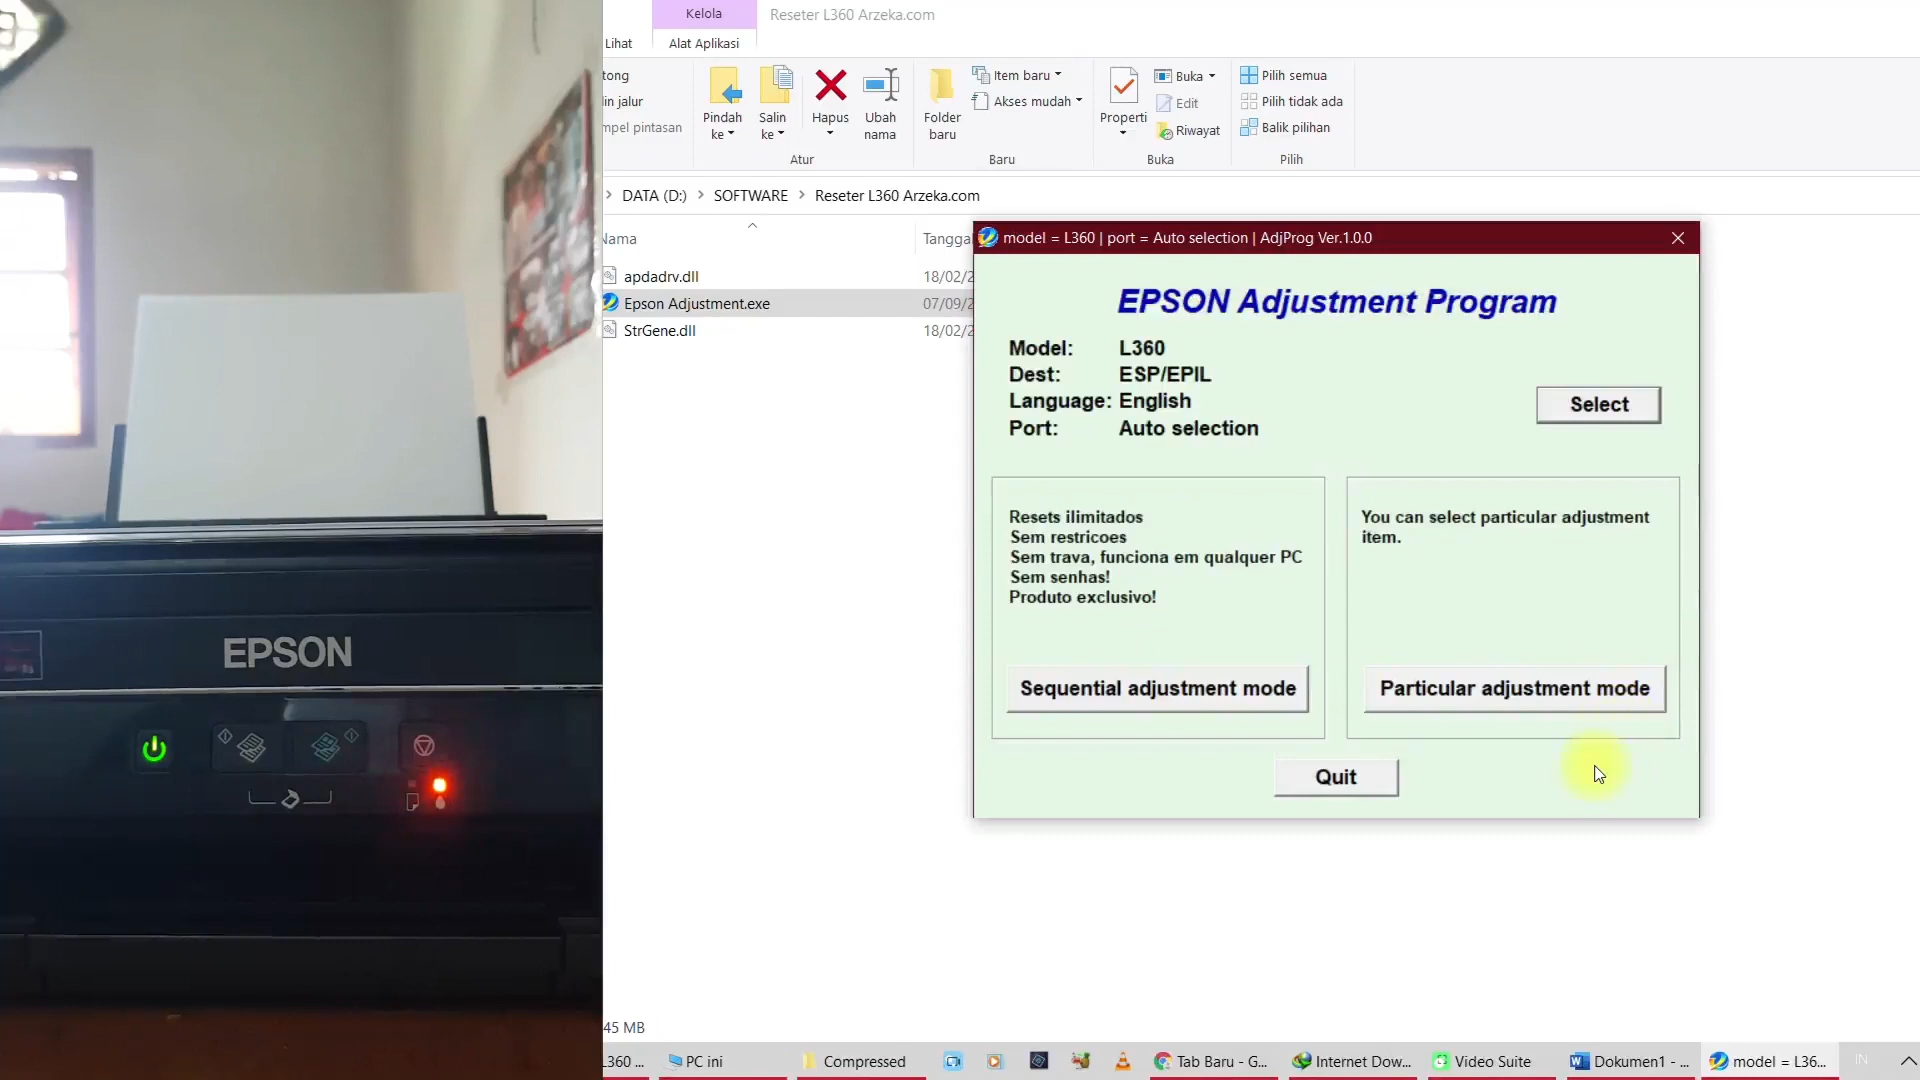 Kelola
Reseter L360 Arzeka.com
Lihat
Alat Aplikasi
tong
lin jalur
mpel pintasan
Pindah
ke
Salin
ke
Hapus
Ubah
nama
Atur
Folder
baru
Item baru
Akses mudah
Baru
Properti
Buka
Edit
Riwayat
Buka
Pilih semua
Pilih tidak ada
Balik pilihan
Pilih
DATA (D:) > SOFTWARE > Reseter L360 Arzeka.com
Nama
Tangga
apdadrv.dll 18/02/2
Epson Adjustment.exe 07/09/2
StrGene.dll 18/02/2
model = L360 | port = Auto selection | AdjProg Ver.1.0.0
EPSON Adjustment Program
Model: L360
Dest: ESP/EPIL
Language: English
Port: Auto selection
Select
Resets ilimitados
Sem restricoes
Sem trava, funciona em qualquer PC
Sem senhas!
Produto exclusivo!
Sequential adjustment mode
You can select particular adjustment
item.
Particular adjustment mode
Quit
EPSON
45 MB
L360 ...
PC ini
Compressed
Tab Baru - G...
Internet Dow...
Video Suite
Dokumen1 - ...
model = L36...
IN